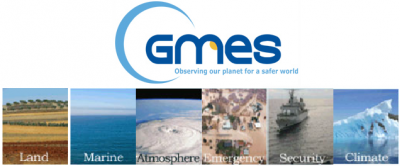 GMES
Observing our planet for a safer world
Land Marine Atmosphere Emergency Security Climate